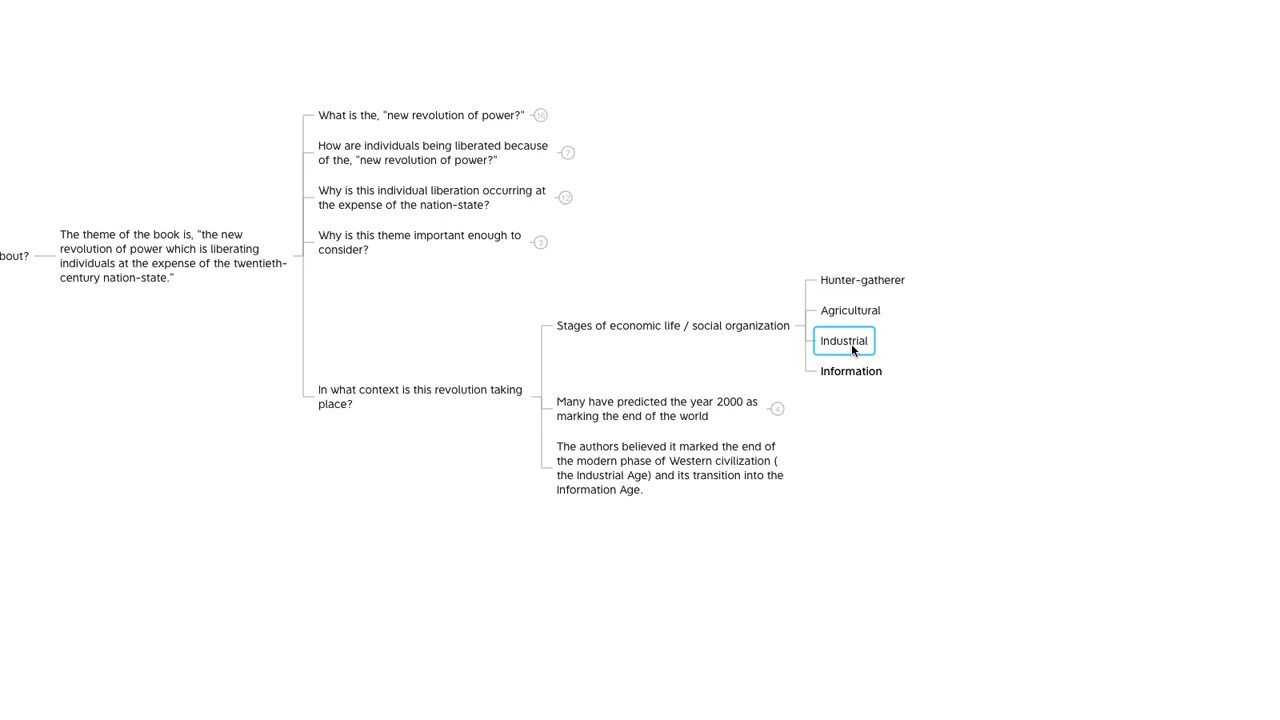 What is the, "new revolution of power?" 16
How are individuals being liberated because
of the, "new revolution of power?" 7
Why is this individual liberation occurring at
the expense of the nation-state? 12
Why is this theme important enough to
consider? 3
bout?
The theme of the book is, "the new
revolution of power which is liberating
individuals at the expense of the twentieth-
century nation-state."
In what context is this revolution taking
place?
Stages of economic life / social organization
Hunter-gatherer
Agricultural
Industrial
Information
Many have predicted the year 2000 as
marking the end of the world 4
The authors believed it marked the end of
the modern phase of Western civilization (
the Industrial Age) and its transition into the
Information Age.